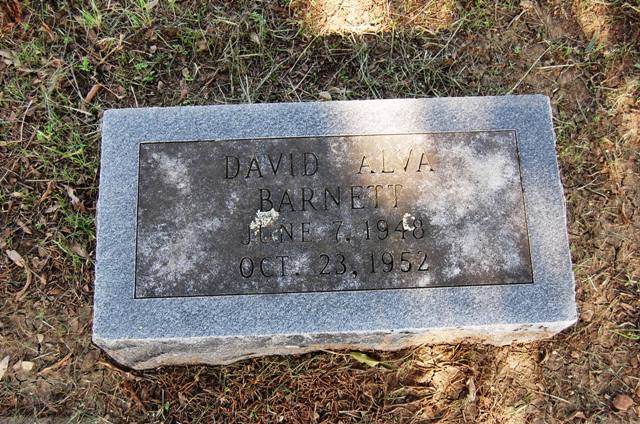 DAVID ALVA
BARNETT
JUNE 7, 1948
OCT. 23, 1952